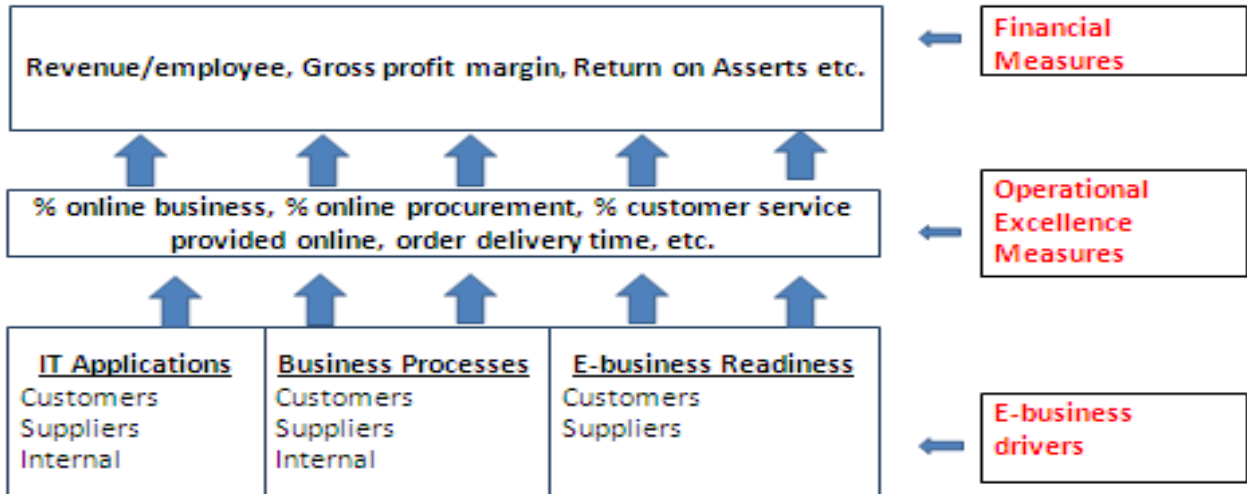 Revenue/employee, Gross profit margin, Return on Asserts etc.
Financial
Measures
% online business, % online procurement, % customer service
provided online, order delivery time, etc.
Operational
Excellence
Measures
IT Applications
Customers
Suppliers
Internal
Business Processes
Customers
Suppliers
Internal
E-business Readiness
Customers
Suppliers
E-business
drivers